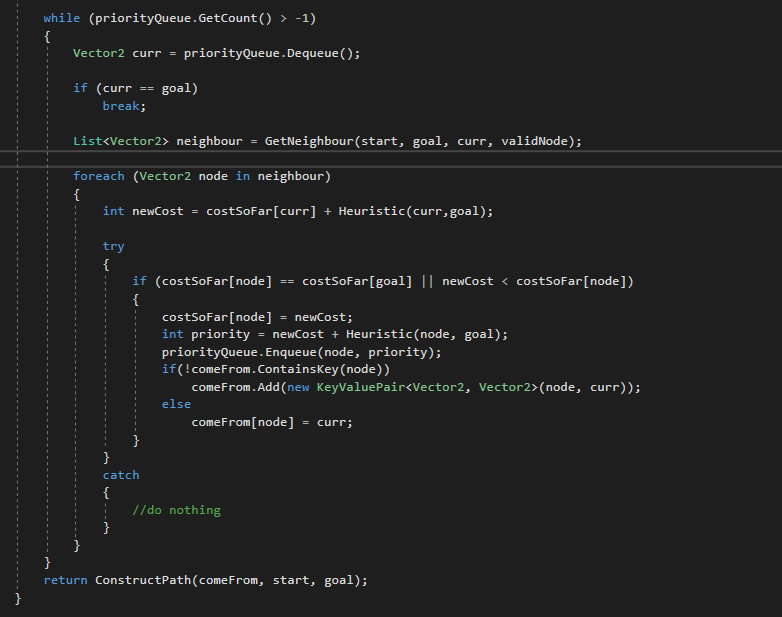 while (priorityQueue.GetCount() > -1)
{
Vector2 curr = priorityQueue.Dequeue();
if (curr == goal)
break;
List<Vector2> neighbour = GetNeighbour(start, goal, curr, validNode);
foreach (Vector2 node in neighbour)
{
int newCost = costSoFar[curr] + Heuristic(curr,goal);
try
{
if (costSoFar[node] == costSoFar[goal] || newCost < costSoFar[node])
{
costSoFar[node] = newCost;
int priority = newCost + Heuristic(node, goal);
priorityQueue.Enqueue(node, priority);
if(!comeFrom.ContainsKey(node))
comeFrom.Add(new KeyValuePair<Vector2, Vector2>(node, curr));
else
comeFrom[node] = curr;
}
}
catch
{
//do nothing
}
}
}
return ConstructPath(comeFrom, start, goal);
}